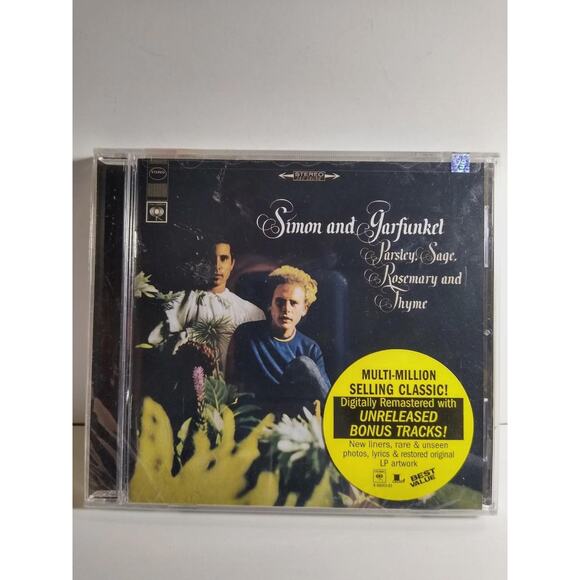 STEREO
STEREO
Simon and Garfunkel
Parsley, Sage,
Rosemary and
Thyme
MULTI-MILLION
SELLING CLASSIC!
Digitally Remastered with
UNRELEASED
BONUS TRACKS!
New liners, rare & unseen
photos, lyrics & restored original
LP artwork
BEST
VALUE